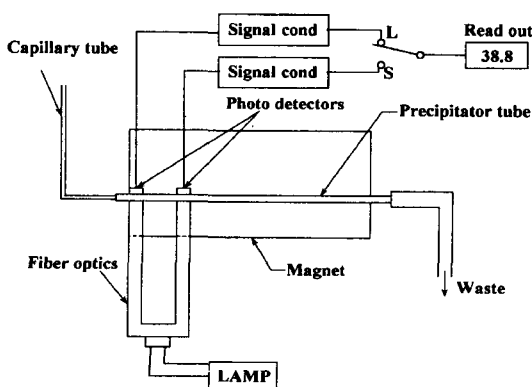 Signal cond
L
Read out
38.8
Capillary tube
Signal cond
S
Photo detectors
Precipitator tube
Fiber optics
Magnet
Waste
LAMP